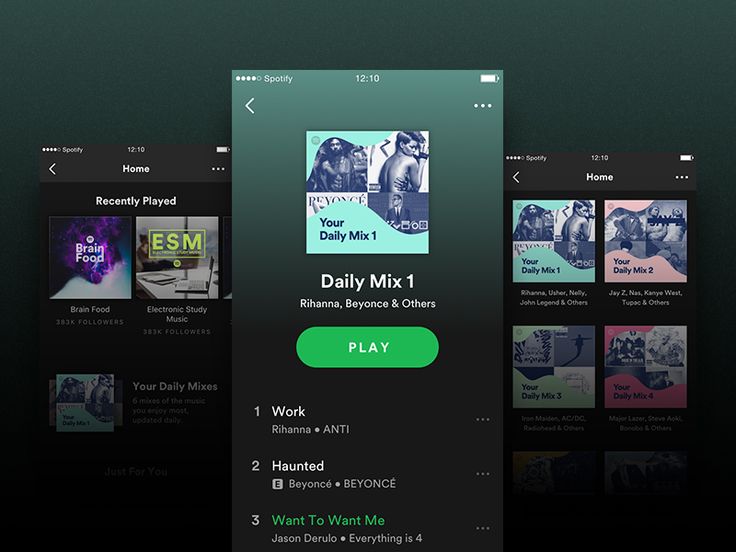 Spotify
12:10
Home
Recently Played
Brain
Food
ESM
ELECTRONIC STUDY MUSIC
Brain Food
383K FOLLOWERS
Electronic Study
Music
383K FOLLOWERS
Your
Daily Mix 1
Your Daily Mixes
6 mixes of the music
you enjoy most,
updated daily.
Just For You
Spotify
12:10
BEYONCÉ
Your
Daily Mix 1
Daily Mix 1
Rihanna, Beyonce & Others
PLAY
1 Work
Rihanna • ANTI
2 Haunted
E Beyoncé • BEYONCÉ
3 Want To Want Me
Jason Derulo • Everything is 4
Spotify
12:10
Home
Your
Daily Mix 1
Rihanna, Usher, Nelly,
John Legend & Others
Your
Daily Mix 2
Jay Z, Nas, Kanye West,
Tupac & Others
Your
Daily Mix 3
Iron Maiden, AC/DC,
Radiohead & Others
Your
Daily Mix 4
Major Lazer, Steve Aoki,
Bonobo & Others